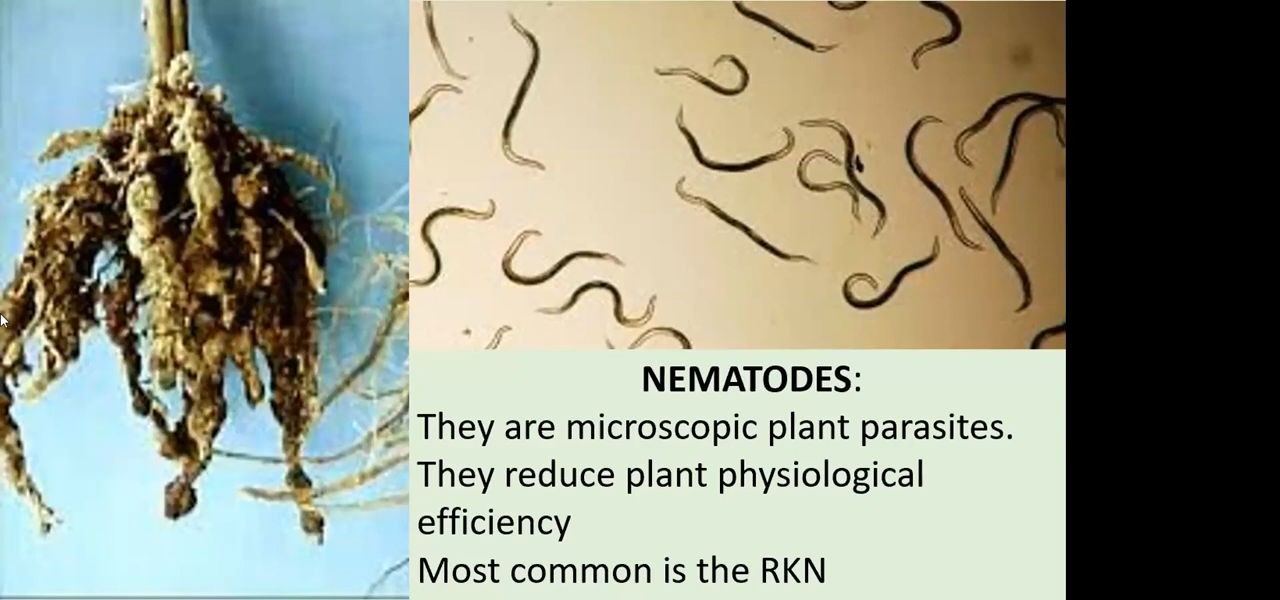 NEMATODES:
They are microscopic plant parasites.
They reduce plant physiological
efficiency
Most common is the RKN